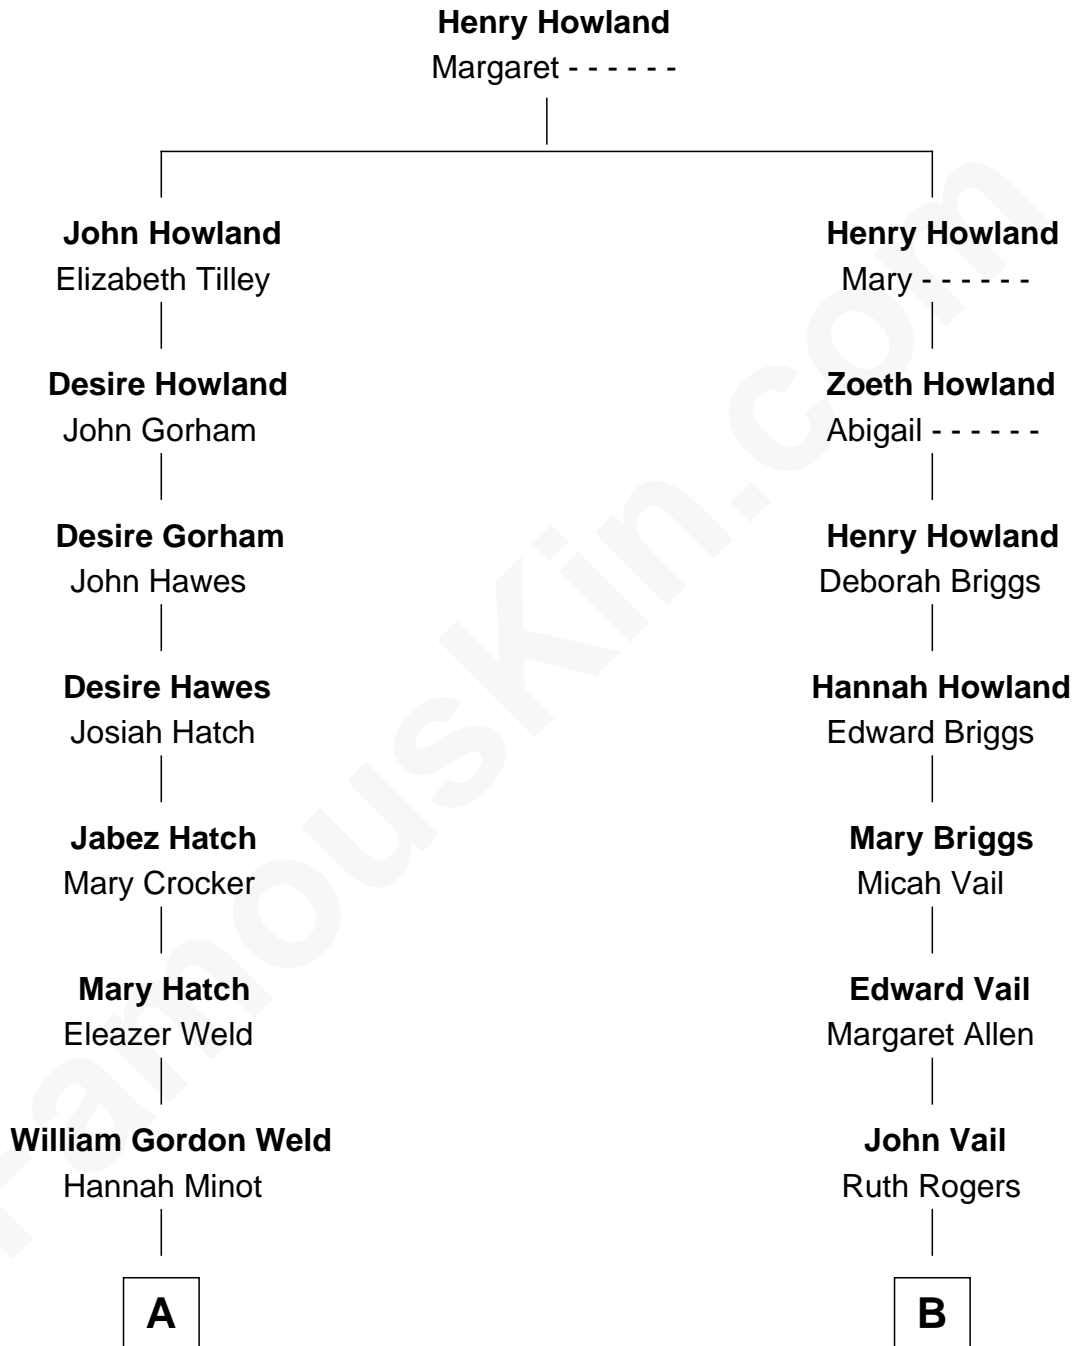 Henry Howland
Margaret - - - - - -
John Howland
Elizabeth Tilley
Henry Howland
Mary - - - - - -
Desire Howland
John Gorham
Zoeth Howland
Abigail - - - - - -
Desire Gorham
John Hawes
Henry Howland
Deborah Briggs
Desire Hawes
Josiah Hatch
Hannah Howland
Edward Briggs
Jabez Hatch
Mary Crocker
Mary Briggs
Micah Vail
Mary Hatch
Eleazer Weld
Edward Vail
Margaret Allen
William Gordon Weld
Hannah Minot
John Vail
Ruth Rogers
A
B
FamousKin.com